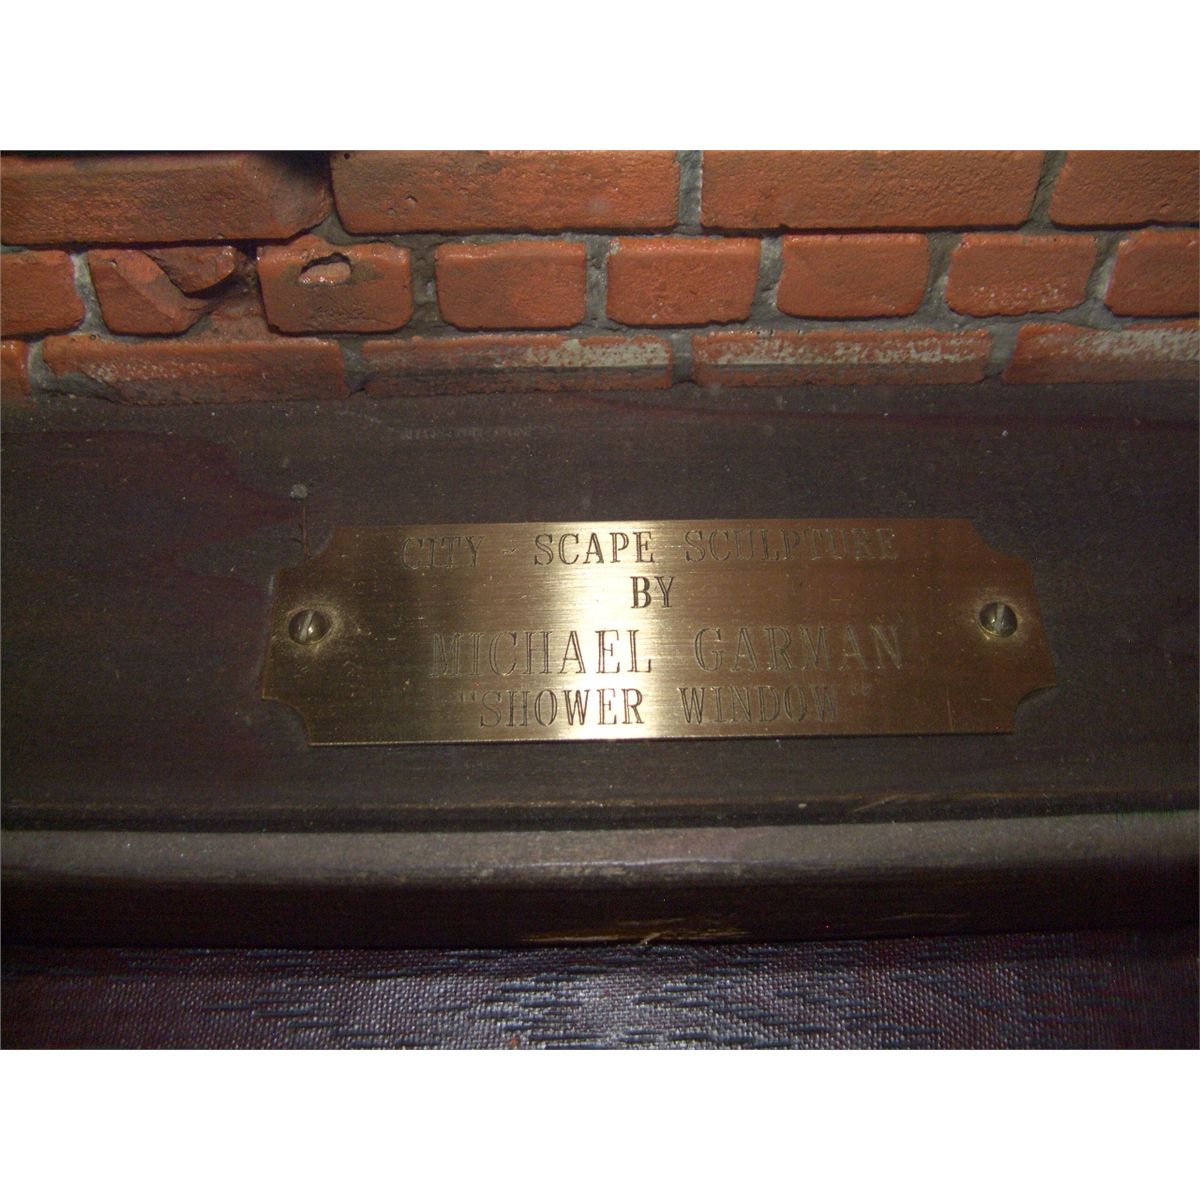 CITY - SCAPE SCULPTURE
BY
MICHAEL GARMAN
"SHOWER WINDOW"